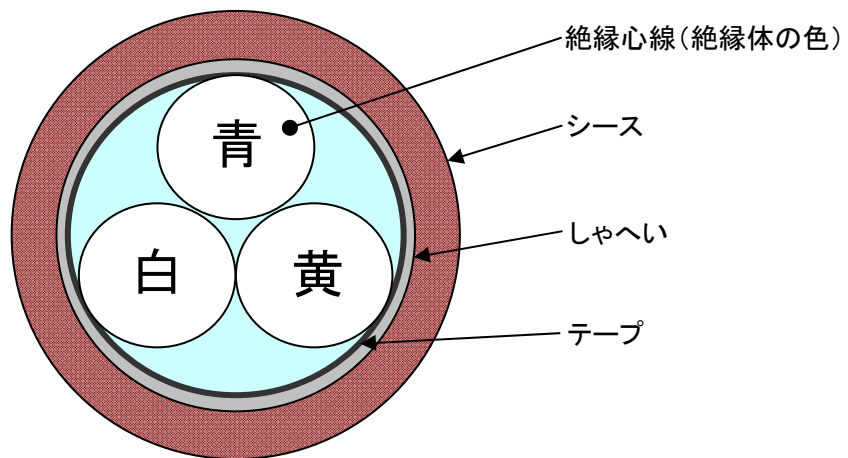 絶縁心線(絶縁体の色)
シース
しゃへい
テープ
青
白
黄